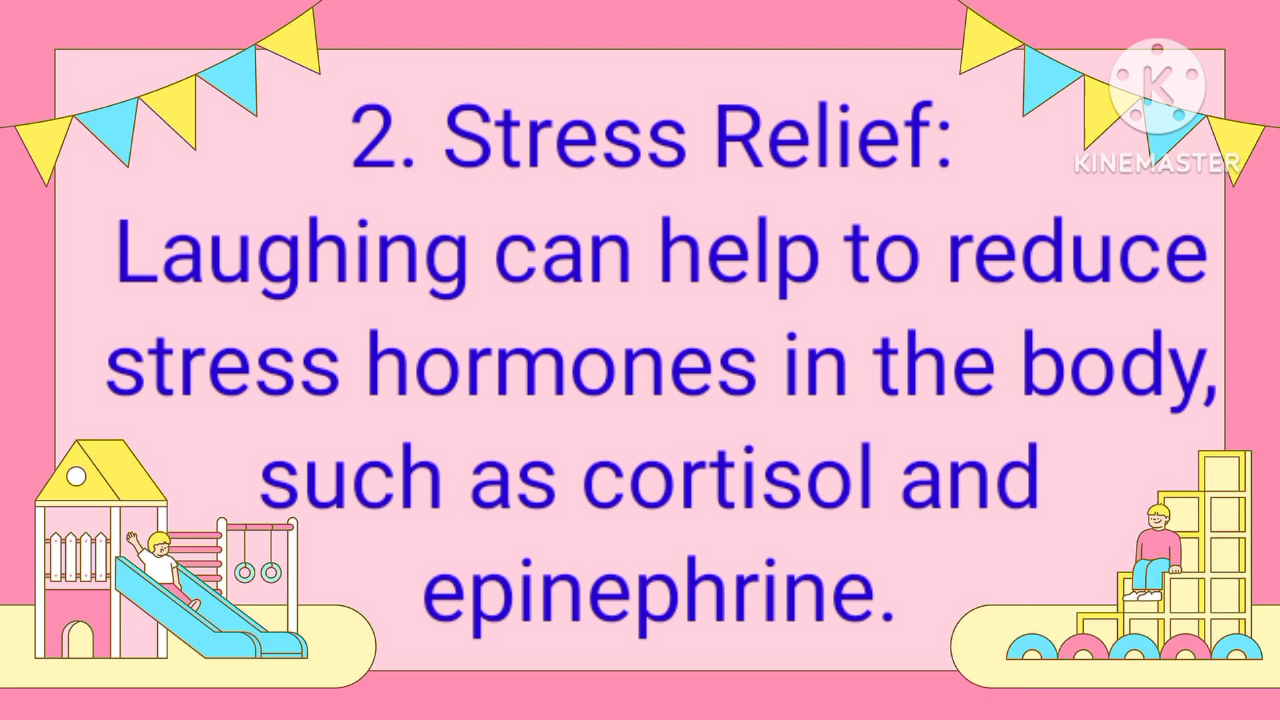 2. Stress Relief:
Laughing can help to reduce
stress hormones in the body,
such as cortisol and
epinephrine.
K
KINEMASTER